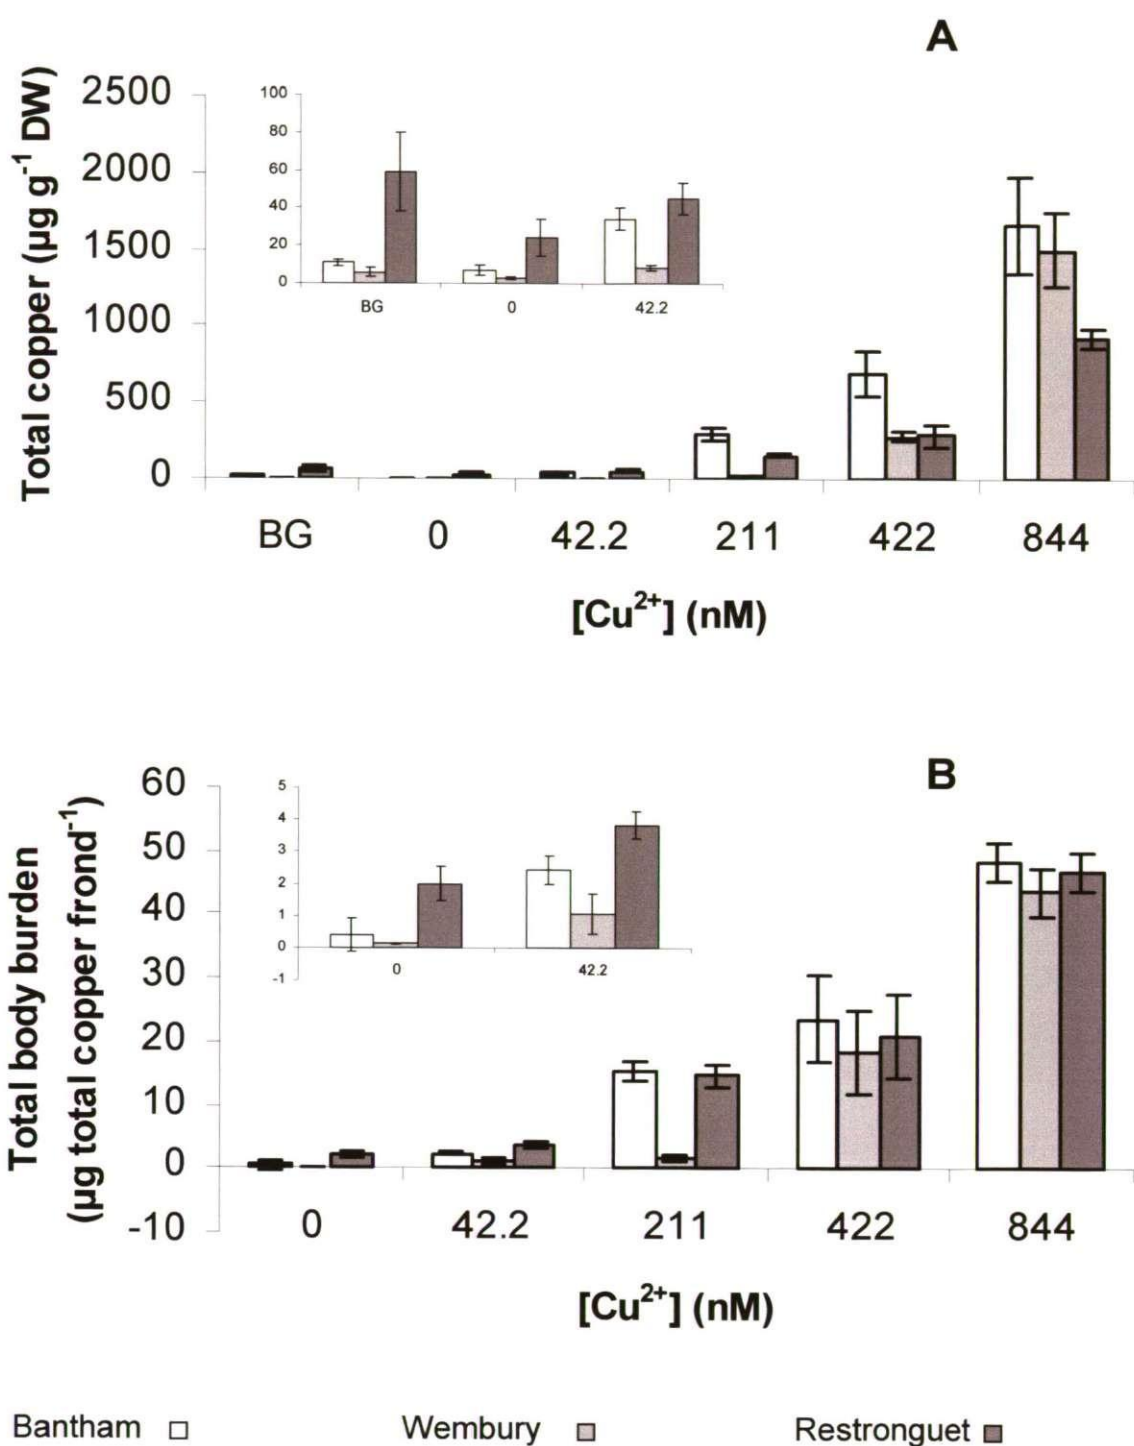 A
Total copper (µg g⁻¹ DW)
2500
2000
1500
1000
500
0
100
80
60
40
20
0
BG 0 42.2
BG 0 42.2 211 422 844
[Cu²⁺] (nM)
B
Total body burden
(µg total copper frond⁻¹)
60
50
40
30
20
10
0
-10
5
4
3
2
1
0
-1
0 42.2
0 42.2 211 422 844
[Cu²⁺] (nM)
Bantham Wembury Restronguet